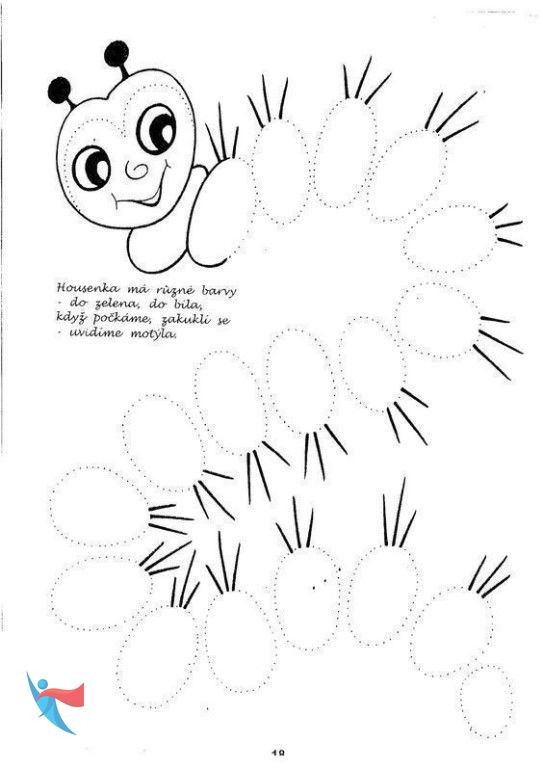 Housenka má různé barvy
- do zelena, do bíla,
když počkáme, zakuklí se
- uvidíme motýla.